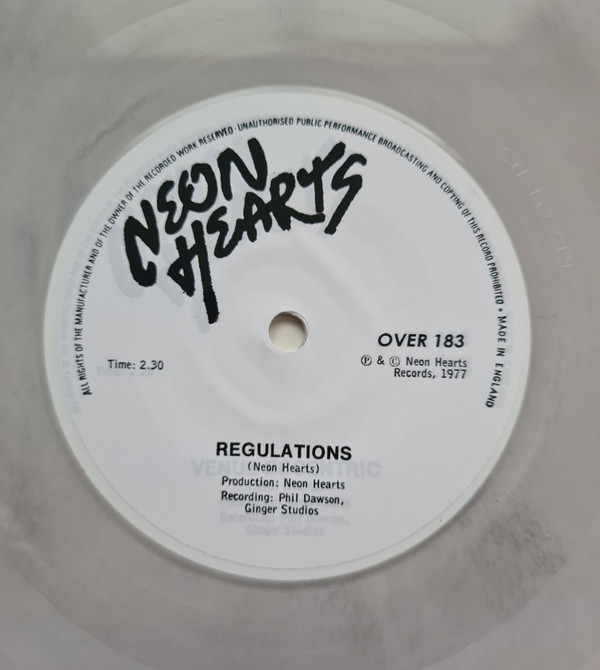 ALL RIGHTS OF THE MANUFACTURER AND OF THE OWNER OF THE RECORDED WORK RESERVED · UNAUTHORISED PUBLIC PERFORMANCE BROADCASTING AND COPYING OF THIS RECORD PROHIBITED • MADE IN ENGLAND
NEON
HEARTS
OVER 183
Time: 2.30
℗ & © Neon Hearts
Records, 1977
REGULATIONS
(Neon Hearts)
Production: Neon Hearts
Recording: Phil Dawson,
Ginger Studios